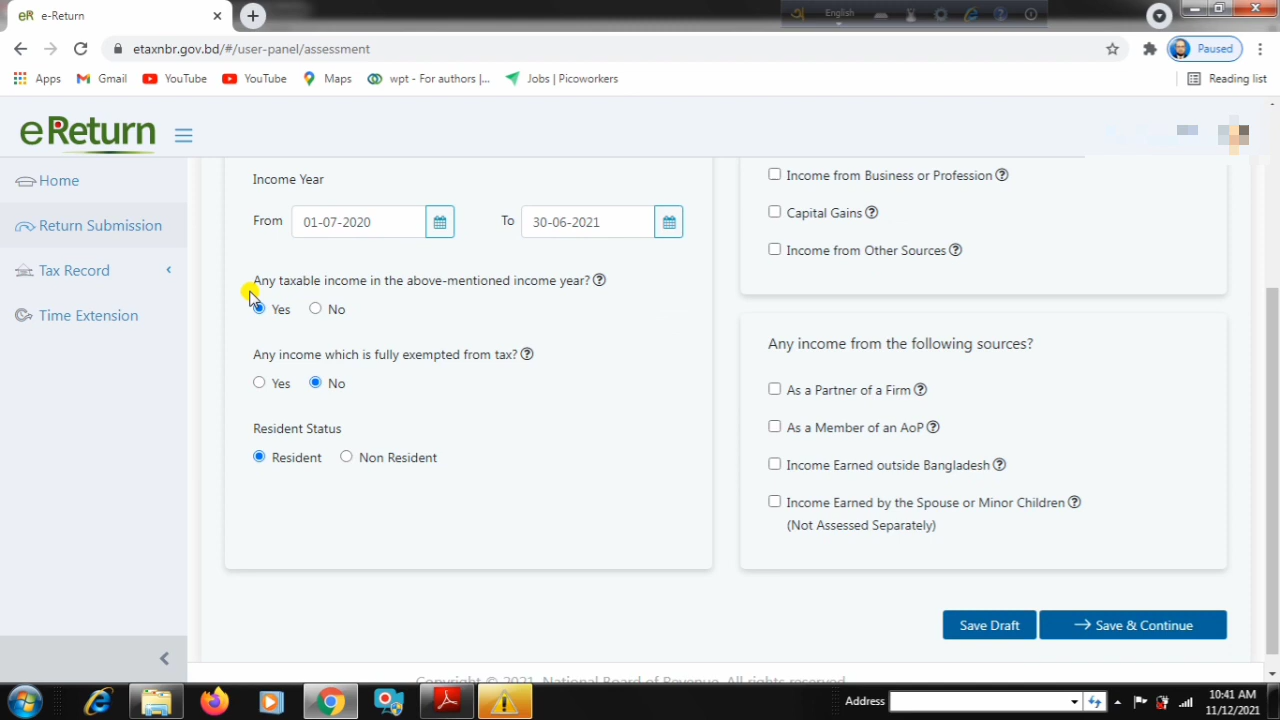 eR e-Return
English
etaxnbr.gov.bd/#/user-panel/assessment
Paused
Apps Gmail YouTube YouTube Maps wpt - For authors |... Jobs | Picoworkers Reading list
eReturn
Home
Return Submission
Tax Record
Time Extension
Income Year
From 01-07-2020 To 30-06-2021
Any taxable income in the above-mentioned income year?
Yes No
Any income which is fully exempted from tax?
Yes No
Resident Status
Resident Non Resident
Income from Business or Profession
Capital Gains
Income from Other Sources
Any income from the following sources?
As a Partner of a Firm
As a Member of an AoP
Income Earned outside Bangladesh
Income Earned by the Spouse or Minor Children
(Not Assessed Separately)
Save Draft Save & Continue
Copyright © 2021, National Board of Revenue. All rights reserved
Address
10:41 AM
11/12/2021